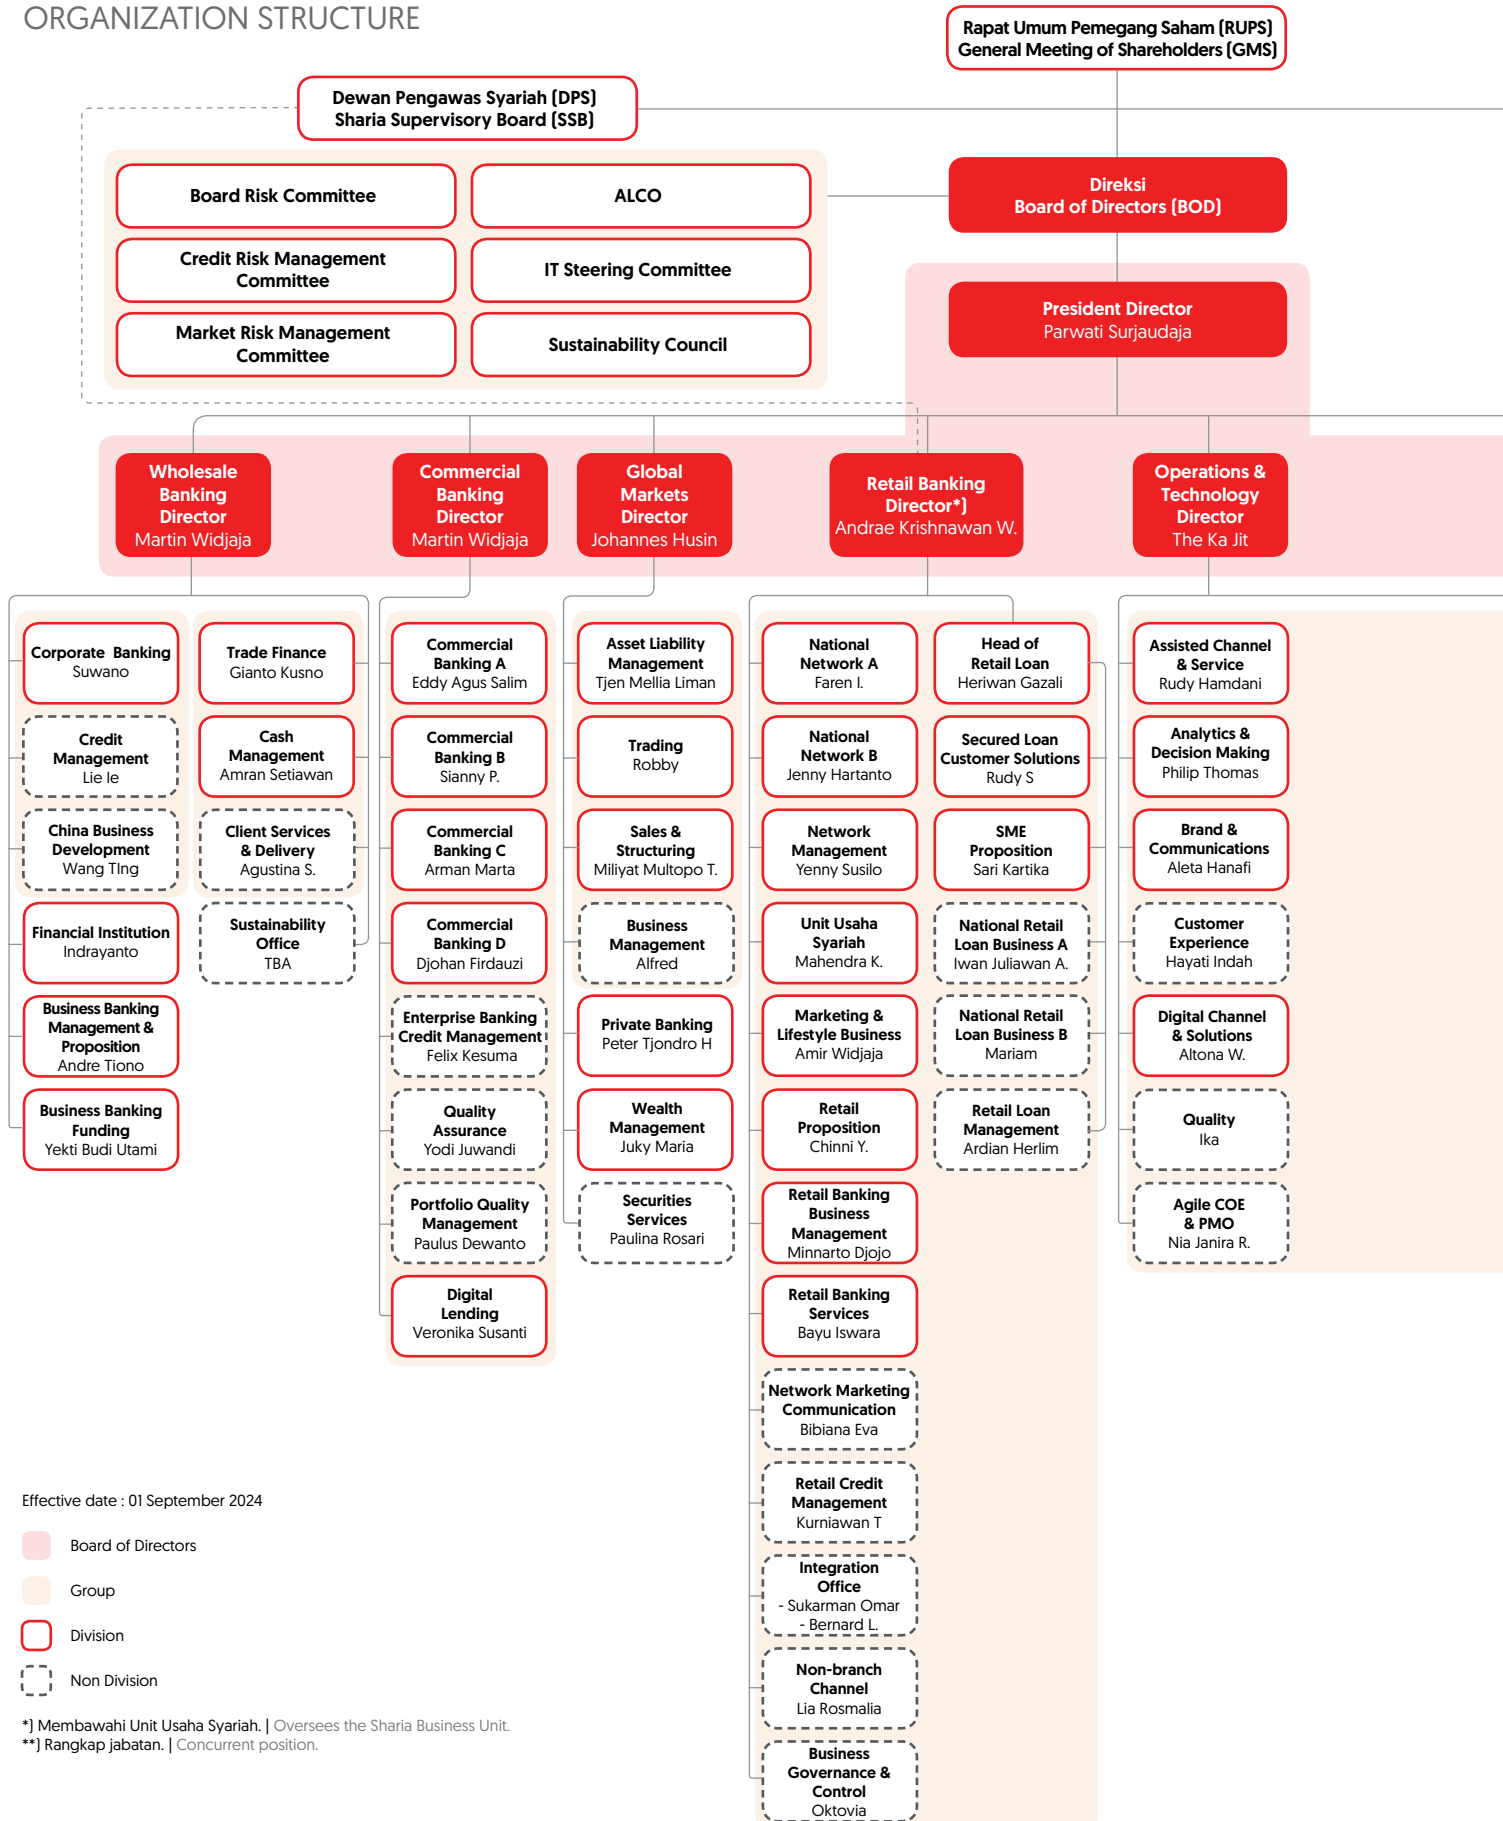 ORGANIZATION STRUCTURE
Rapat Umum Pemegang Saham (RUPS)
General Meeting of Shareholders (GMS)
Dewan Pengawas Syariah (DPS)
Sharia Supervisory Board (SSB)
Board Risk Committee
ALCO
Credit Risk Management
Committee
IT Steering Committee
Market Risk Management
Committee
Sustainability Council
Direksi
Board of Directors (BOD)
President Director
Parwati Surjaudaja
Wholesale
Banking
Director
Martin Widjaja
Commercial
Banking
Director
Martin Widjaja
Global
Markets
Director
Johannes Husin
Retail Banking
Director*)
Andrae Krishnawan W.
Operations &
Technology
Director
The Ka Jit
Corporate Banking
Suwano
Credit
Management
Lie Ie
China Business
Development
Wang TIng
Financial Institution
Indrayanto
Business Banking
Management &
Proposition
Andre Tiono
Business Banking
Funding
Yekti Budi Utami
Trade Finance
Gianto Kusno
Cash
Management
Amran Setiawan
Client Services
& Delivery
Agustina S.
Sustainability
Office
TBA
Commercial
Banking A
Eddy Agus Salim
Commercial
Banking B
Sianny P.
Commercial
Banking C
Arman Marta
Commercial
Banking D
Djohan Firdauzi
Enterprise Banking
Credit Management
Felix Kesuma
Quality
Assurance
Yodi Juwandi
Portfolio Quality
Management
Paulus Dewanto
Digital
Lending
Veronika Susanti
Asset Liability
Management
Tjen Mellia Liman
Trading
Robby
Sales &
Structuring
Miliyat Multopo T.
Business
Management
Alfred
Private Banking
Peter Tjondro H
Wealth
Management
Juky Maria
Securities
Services
Paulina Rosari
National
Network A
Faren I.
National
Network B
Jenny Hartanto
Network
Management
Yenny Susilo
Unit Usaha
Syariah
Mahendra K.
Marketing &
Lifestyle Business
Amir Widjaja
Retail
Proposition
Chinni Y.
Retail Banking
Business
Management
Minnarto Djojo
Retail Banking
Services
Bayu Iswara
Network Marketing
Communication
Bibiana Eva
Retail Credit
Management
Kurniawan T
Integration
Office
- Sukarman Omar
- Bernard L.
Non-branch
Channel
Lia Rosmalia
Business
Governance &
Control
Oktovia
Head of
Retail Loan
Heriwan Gazali
Secured Loan
Customer Solutions
Rudy S
SME
Proposition
Sari Kartika
National Retail
Loan Business A
Iwan Juliawan A.
National Retail
Loan Business B
Mariam
Retail Loan
Management
Ardian Herlim
Assisted Channel
& Service
Rudy Hamdani
Analytics &
Decision Making
Philip Thomas
Brand &
Communications
Aleta Hanafi
Customer
Experience
Hayati Indah
Digital Channel
& Solutions
Altona W.
Quality
Ika
Agile COE
& PMO
Nia Janira R.
Effective date : 01 September 2024
Board of Directors
Group
Division
Non Division
*) Membawahi Unit Usaha Syariah. | Oversees the Sharia Business Unit.
**) Rangkap jabatan. | Concurrent position.